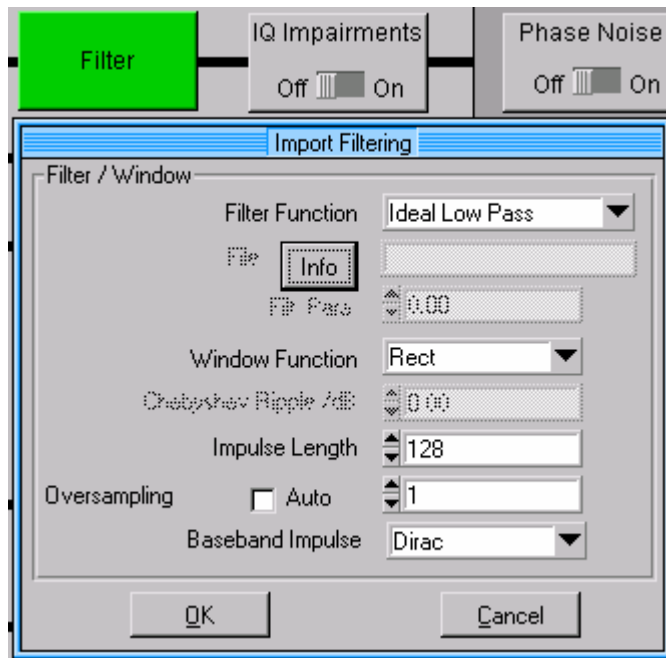 Filter
IQ Impairments
Off On
Phase Noise
Off On
Import Filtering
Filter / Window
Filter Function Ideal Low Pass
File Info
Filt Para 0.00
Window Function Rect
Chebyshev Ripple /dB 0.00
Impulse Length 128
Oversampling Auto 1
Baseband Impulse Dirac
OK Cancel